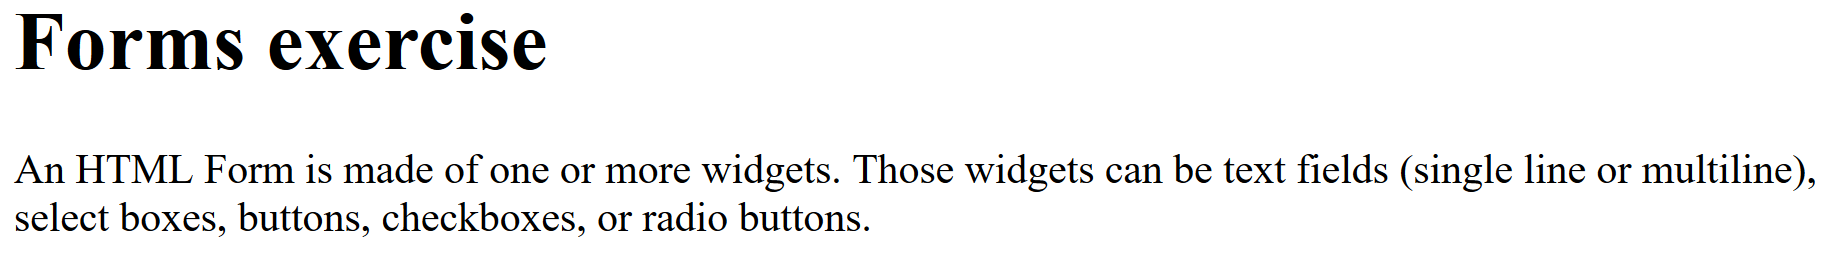 Forms exercise
An HTML Form is made of one or more widgets. Those widgets can be text fields (single line or multiline),
select boxes, buttons, checkboxes, or radio buttons.